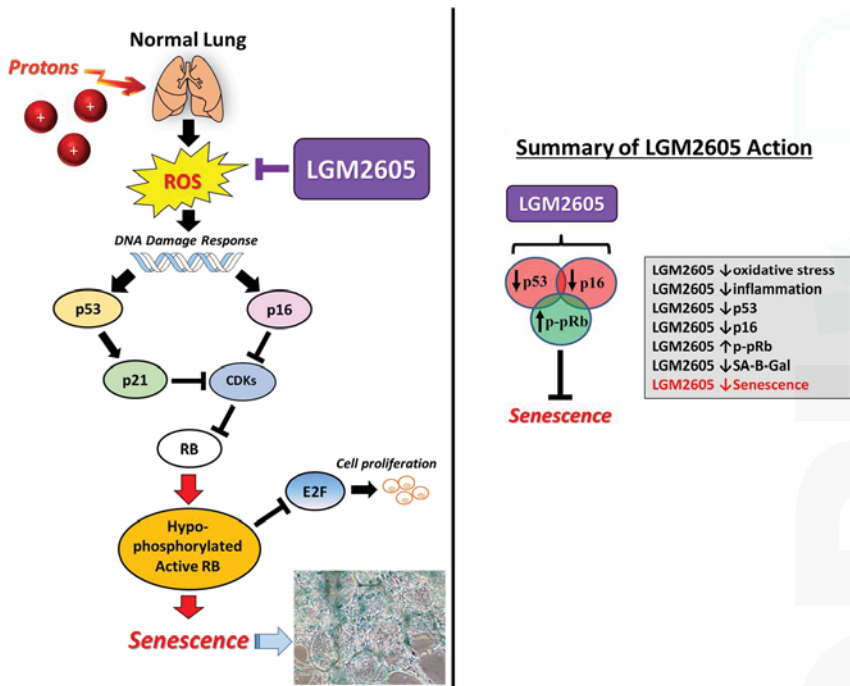 Normal Lung
Protons
+
+
+
ROS
LGM2605
DNA Damage Response
p53
p16
p21
CDKs
RB
Cell proliferation
E2F
Hypo-
phosphorylated
Active RB
Senescence
Summary of LGM2605 Action
LGM2605
↓p53
↓p16
↑p-pRb
Senescence
LGM2605 ↓oxidative stress
LGM2605 ↓inflammation
LGM2605 ↓p53
LGM2605 ↓p16
LGM2605 ↑p-pRb
LGM2605 ↓SA-B-Gal
LGM2605 ↓Senescence